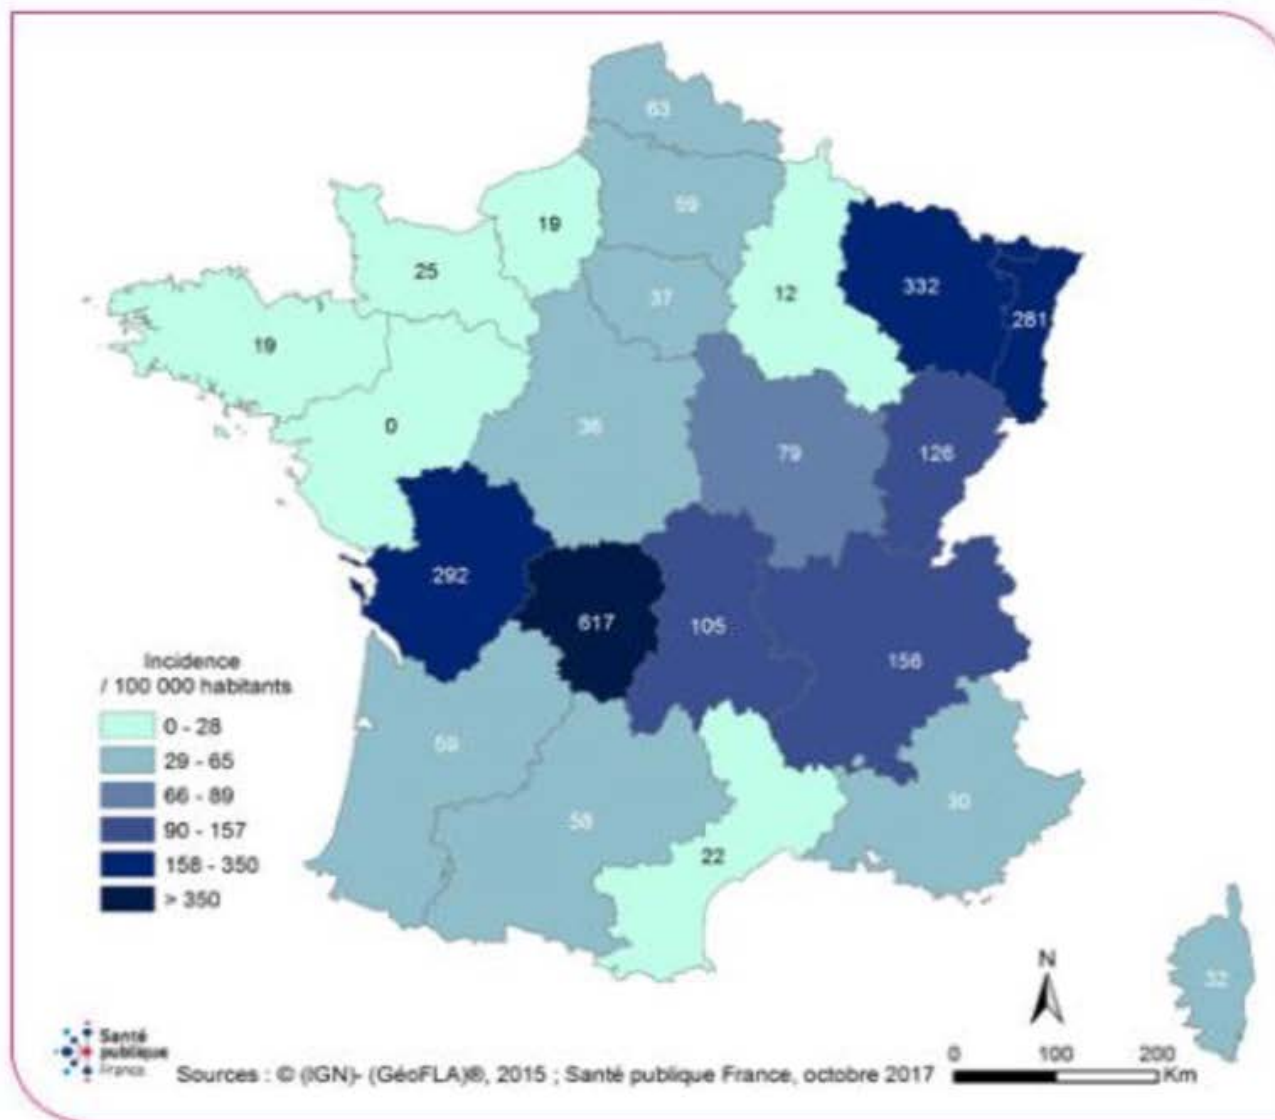 63
59
19
332
25
12
37
281
19
0
36
79
126
292
617
105
156
Incidence
/ 100 000 habitants
0 - 28
29 - 65
66 - 89
90 - 157
158 - 350
> 350
58
30
22
N
32
Santé
publique
France
Sources : © (IGN)- (GéoFLA)®, 2015 ; Santé publique France, octobre 2017
0 100 200
Km